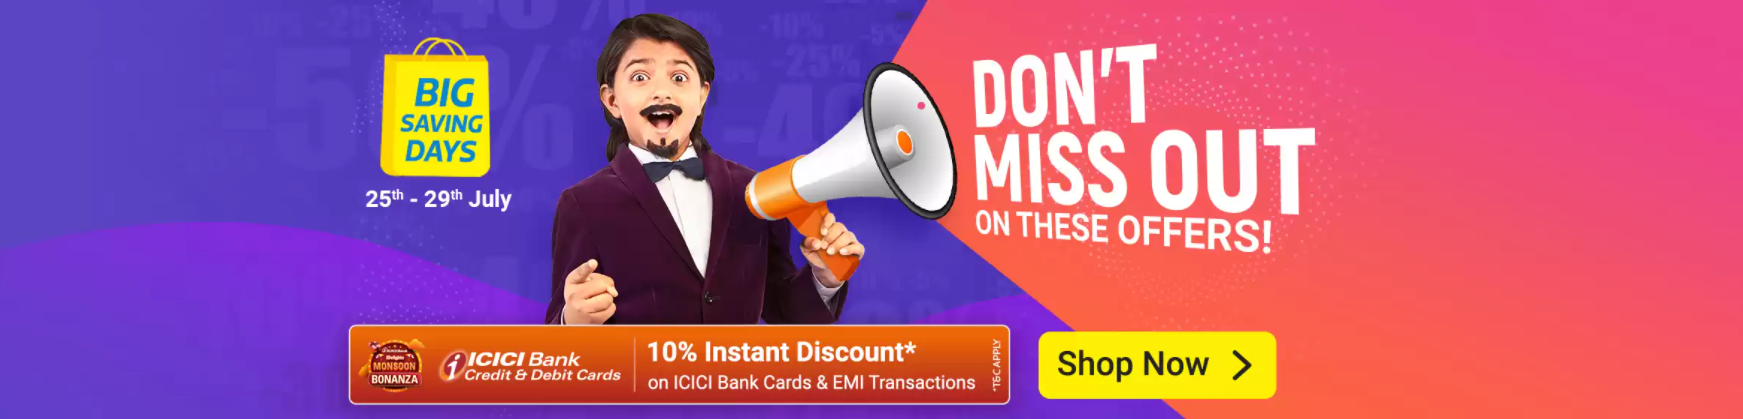 BIG
SAVING
DAYS
25th - 29th July
DON'T
MISS OUT
ON THESE OFFERS!
MONSOON
BONANZA
ICICI Bank
Credit & Debit Cards
10% Instant Discount*
on ICICI Bank Cards & EMI Transactions
*T&C APPLY
Shop Now